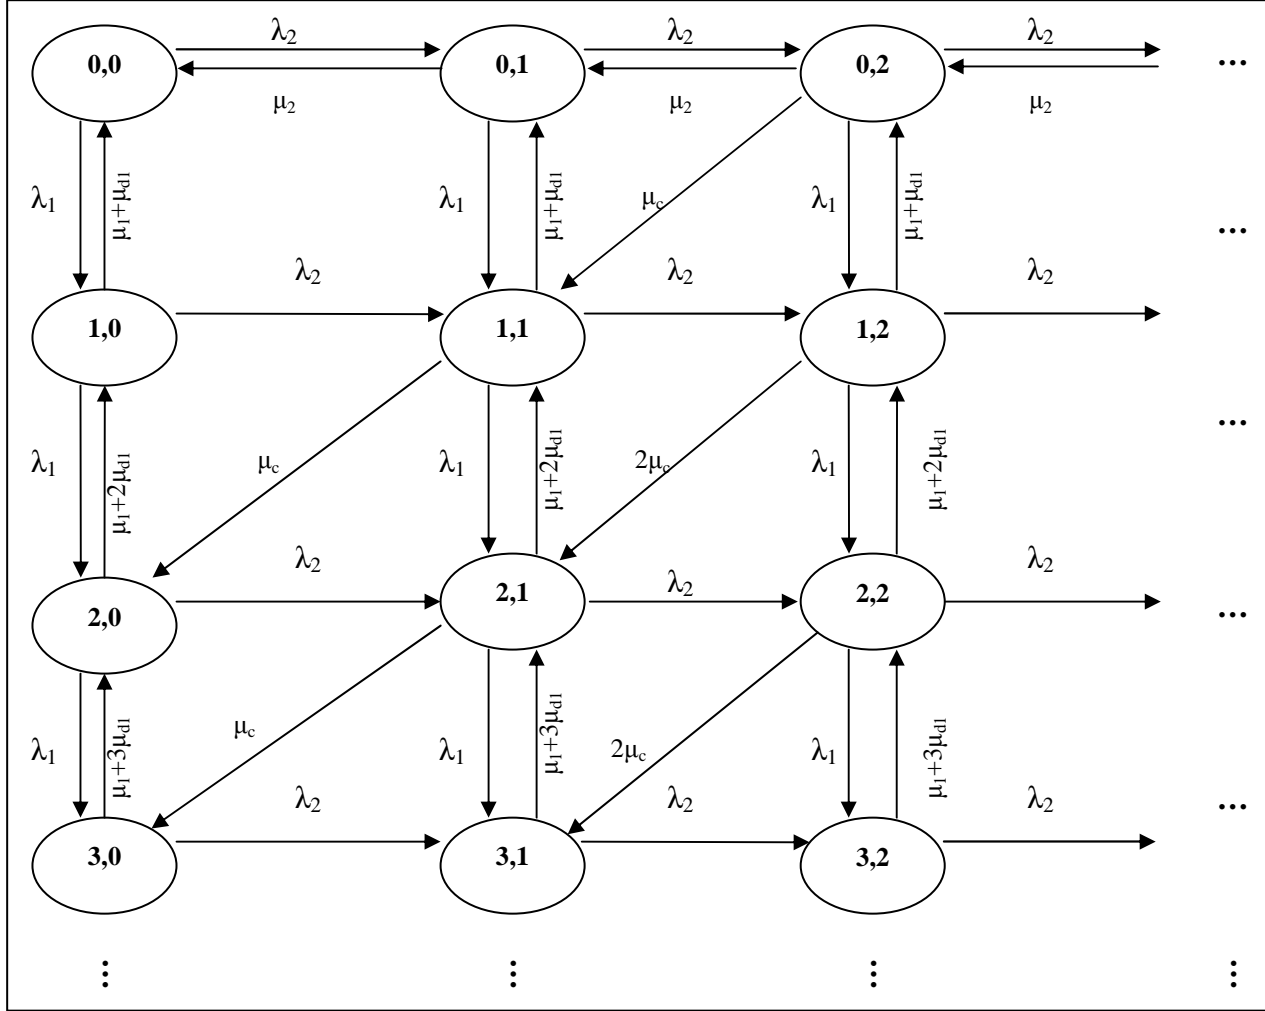 λ₂ λ₂ λ₂
0,0 0,1 0,2 ...
μ₂ μ₂ μ₂
λ₁ μ₁+μd1 λ₁ μ₁+μd1 μc λ₁ μ₁+μd1 ...
λ₂ λ₂ λ₂
1,0 1,1 1,2
...
λ₁ μ₁+2μd1 μc λ₁ μ₁+2μd1 2μc λ₁ μ₁+2μd1
λ₂ λ₂ λ₂
2,0 2,1 2,2 ...
λ₁ μ₁+3μd1 μc λ₁ μ₁+3μd1 2μc λ₁ μ₁+3μd1
λ₂ λ₂ λ₂ ...
3,0 3,1 3,2
⋮ ⋮ ⋮ ⋮